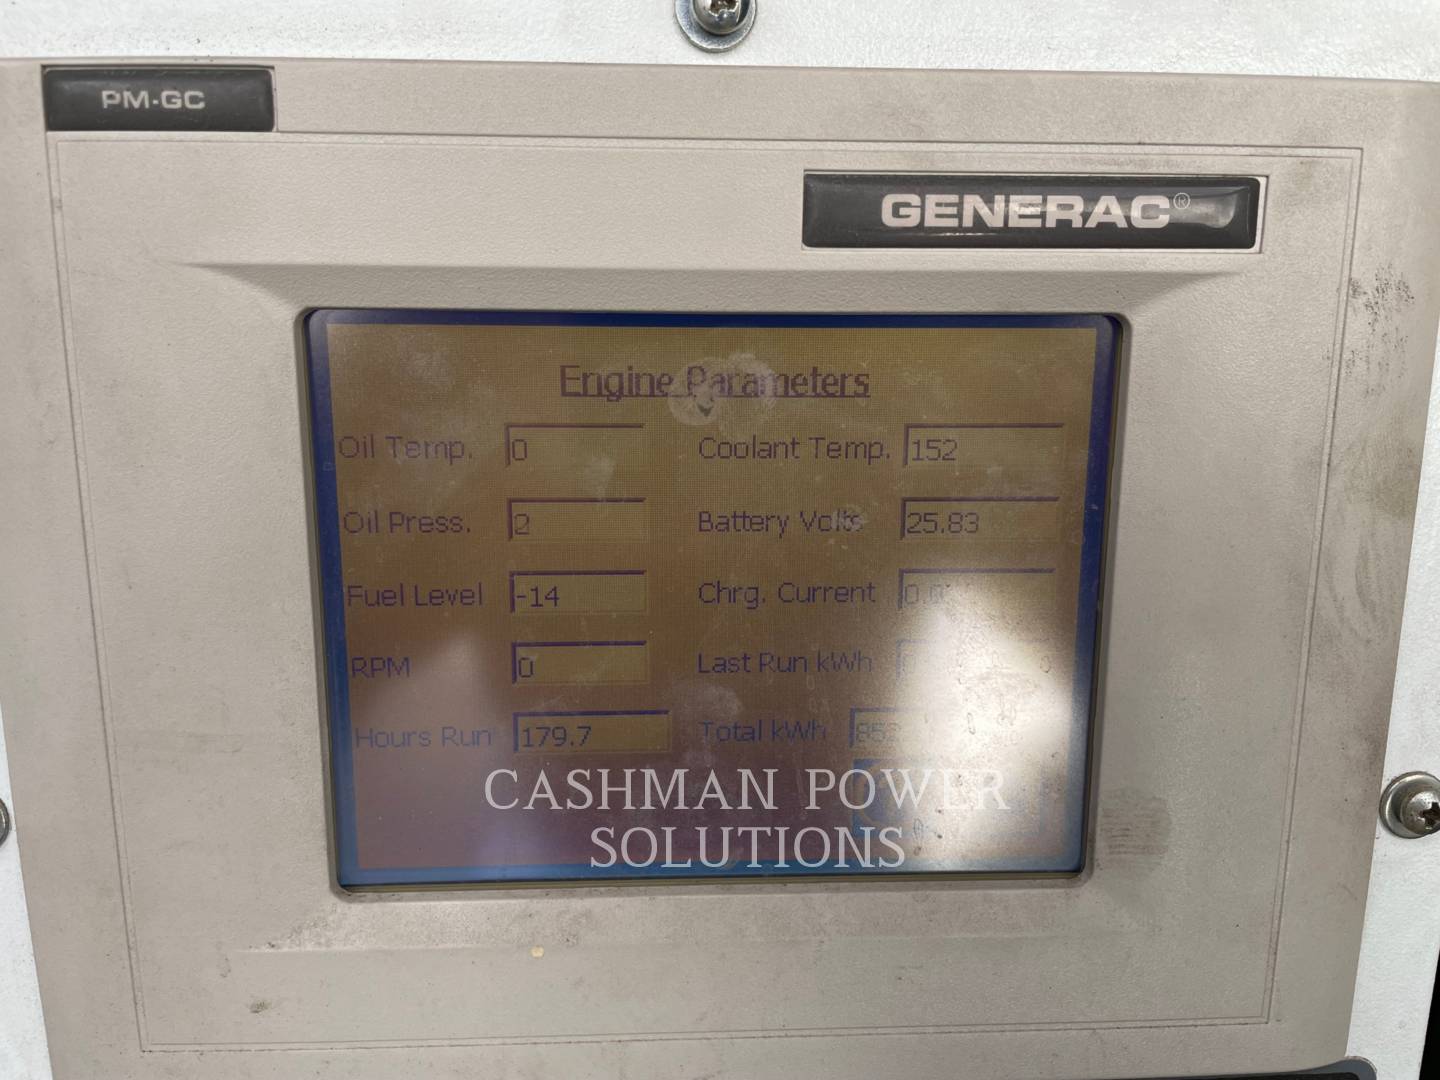 PM-GC
GENERAC®
Engine Parameters
Oil Temp. 0 Coolant Temp. 152
Oil Press. 2 Battery Volts 25.83
Fuel Level -14 Chrg. Current
RPM 0 Last Run kWh
Hours Run 179.7 Total kWh
CASHMAN POWER
SOLUTIONS